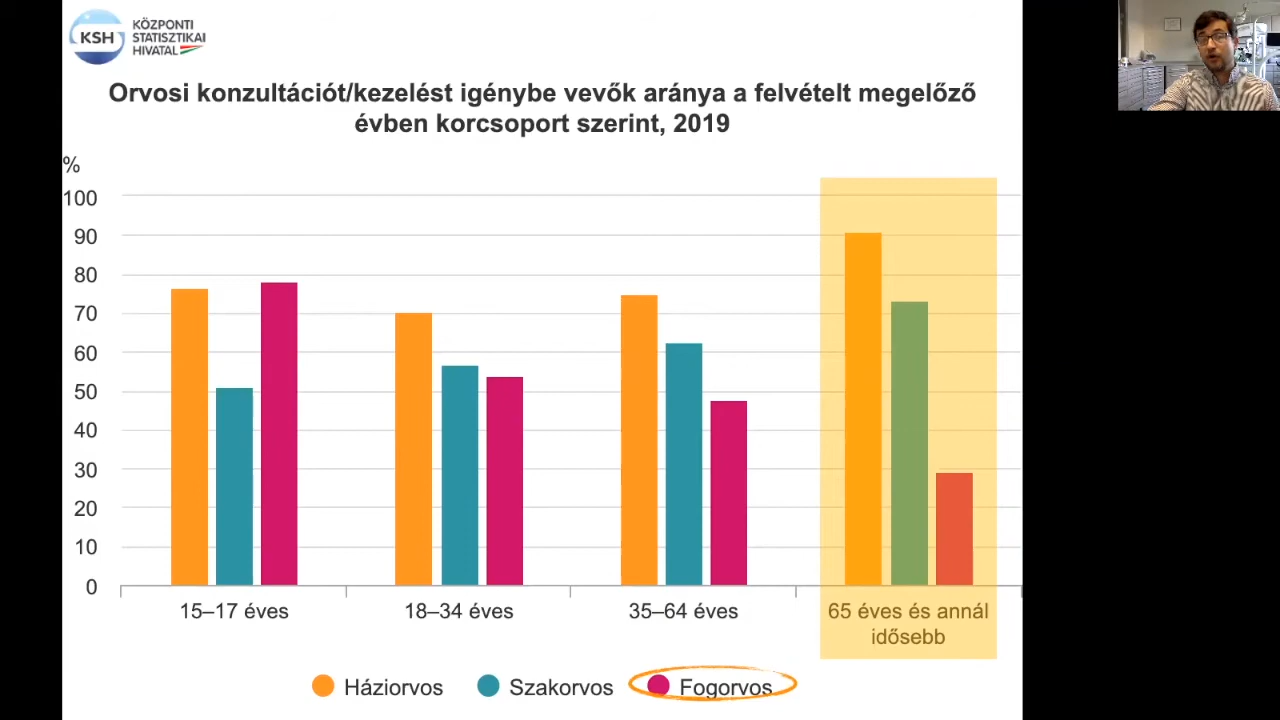 KSH
KÖZPONTI
STATISZTIKAI
HIVATAL
Orvosi konzultációt/kezelést igénybe vevők aránya a felvételt megelőző
évben korcsoport szerint, 2019
%
100
90
80
70
60
50
40
30
20
10
0
15–17 éves
18–34 éves
35–64 éves
65 éves és annál
idősebb
Háziorvos
Szakorvos
Fogorvos